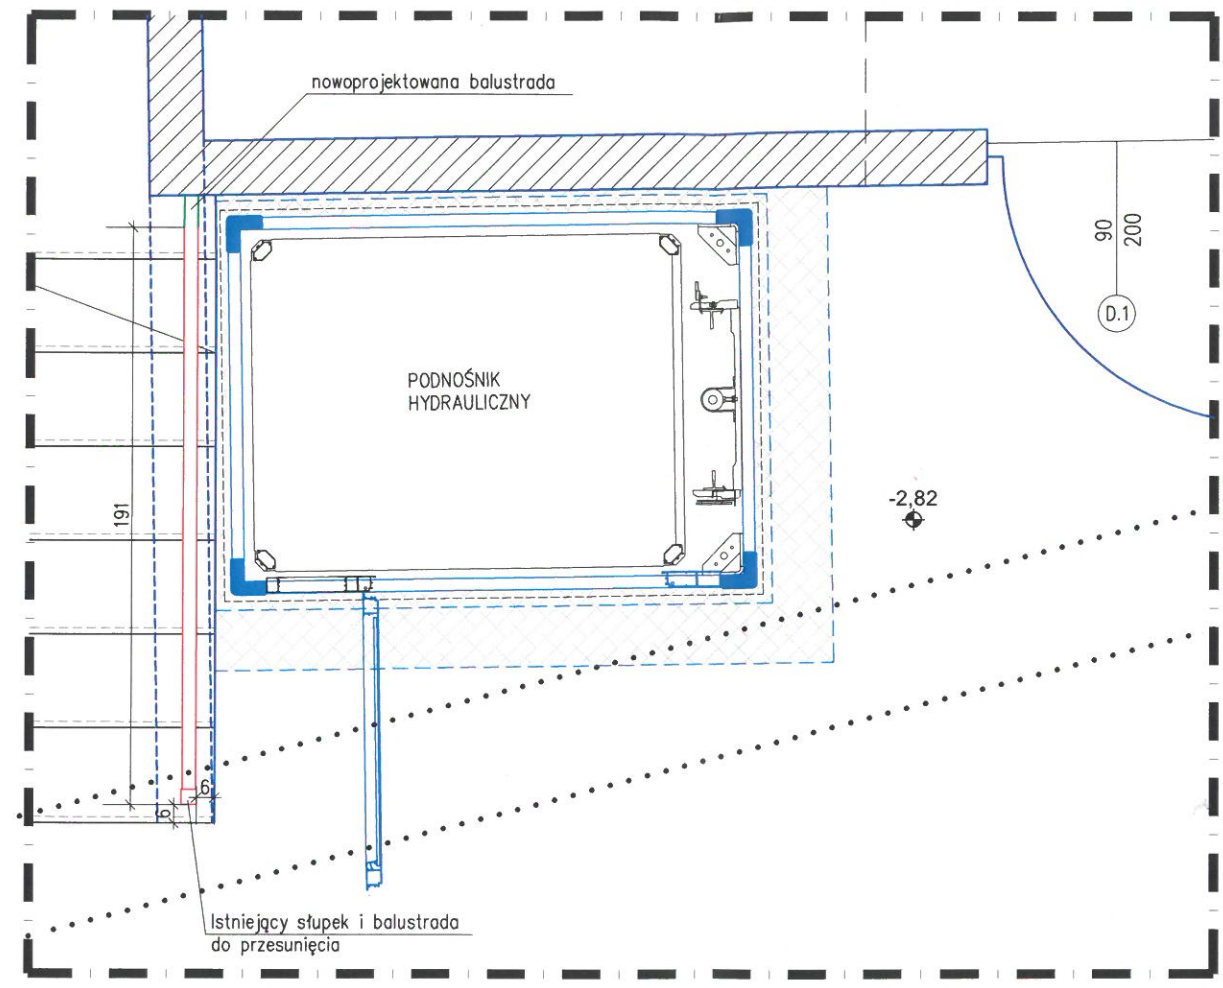 nowoprojektowana balustrada
90
200
D.1
PODNOŚNIK
HYDRAULICZNY
-2,82
191
6
6
Istniejący słupek i balustrada
do przesunięcia